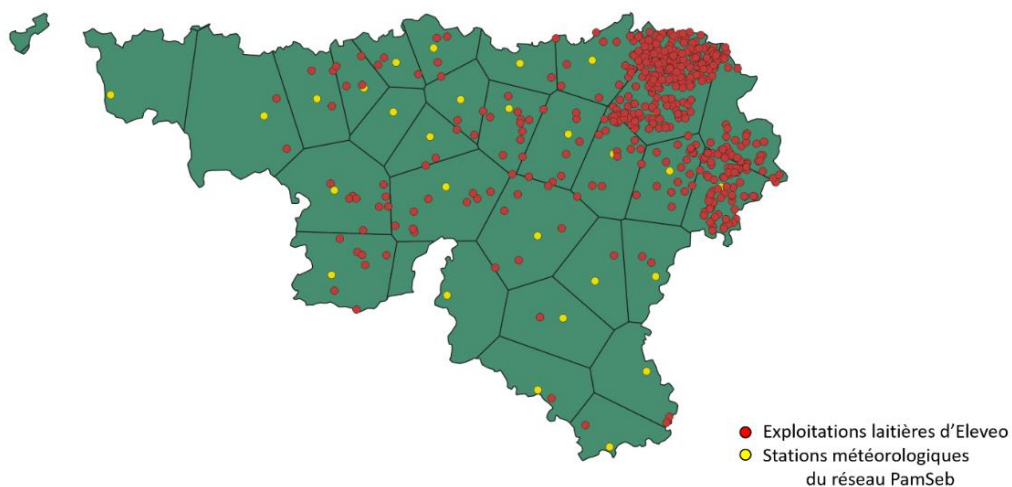 Exploitations laitières d'Eleveo
Stations météorologiques
du réseau PamSeb